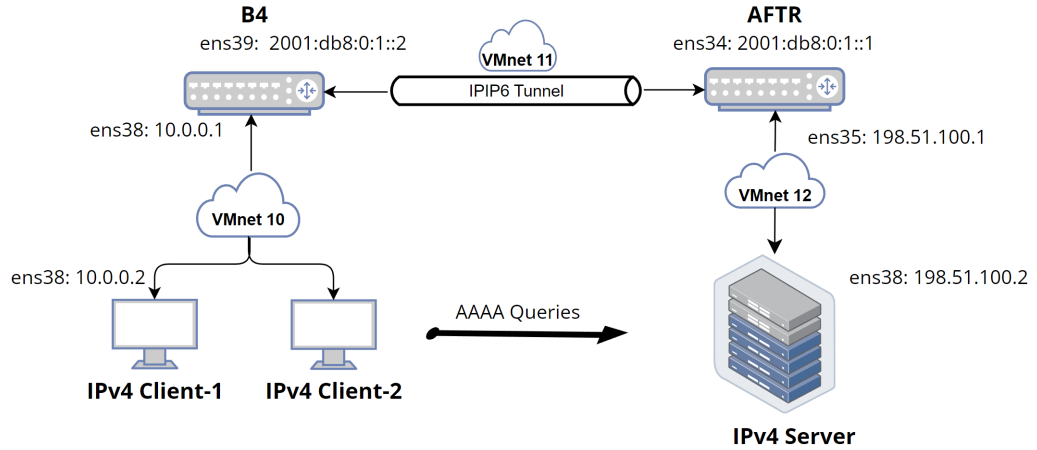 B4
AFTR
ens39:  2001:db8:0:1::2
VMnet 11
ens34: 2001:db8:0:1::1
IPIP6 Tunnel
ens38: 10.0.0.1
ens35: 198.51.100.1
VMnet 10
VMnet 12
ens38: 10.0.0.2
ens38: 198.51.100.2
AAAA Queries
IPv4 Client-1
IPv4 Client-2
IPv4 Server